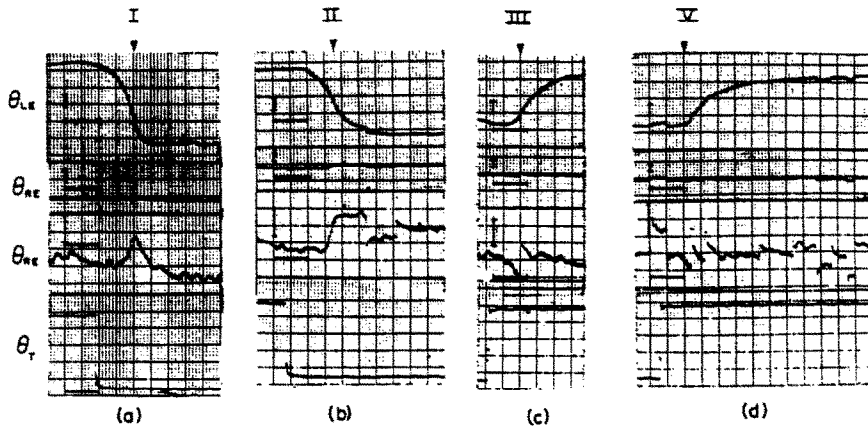 I II III V
θLE
θRE
θRE
θT
(a) (b) (c) (d)